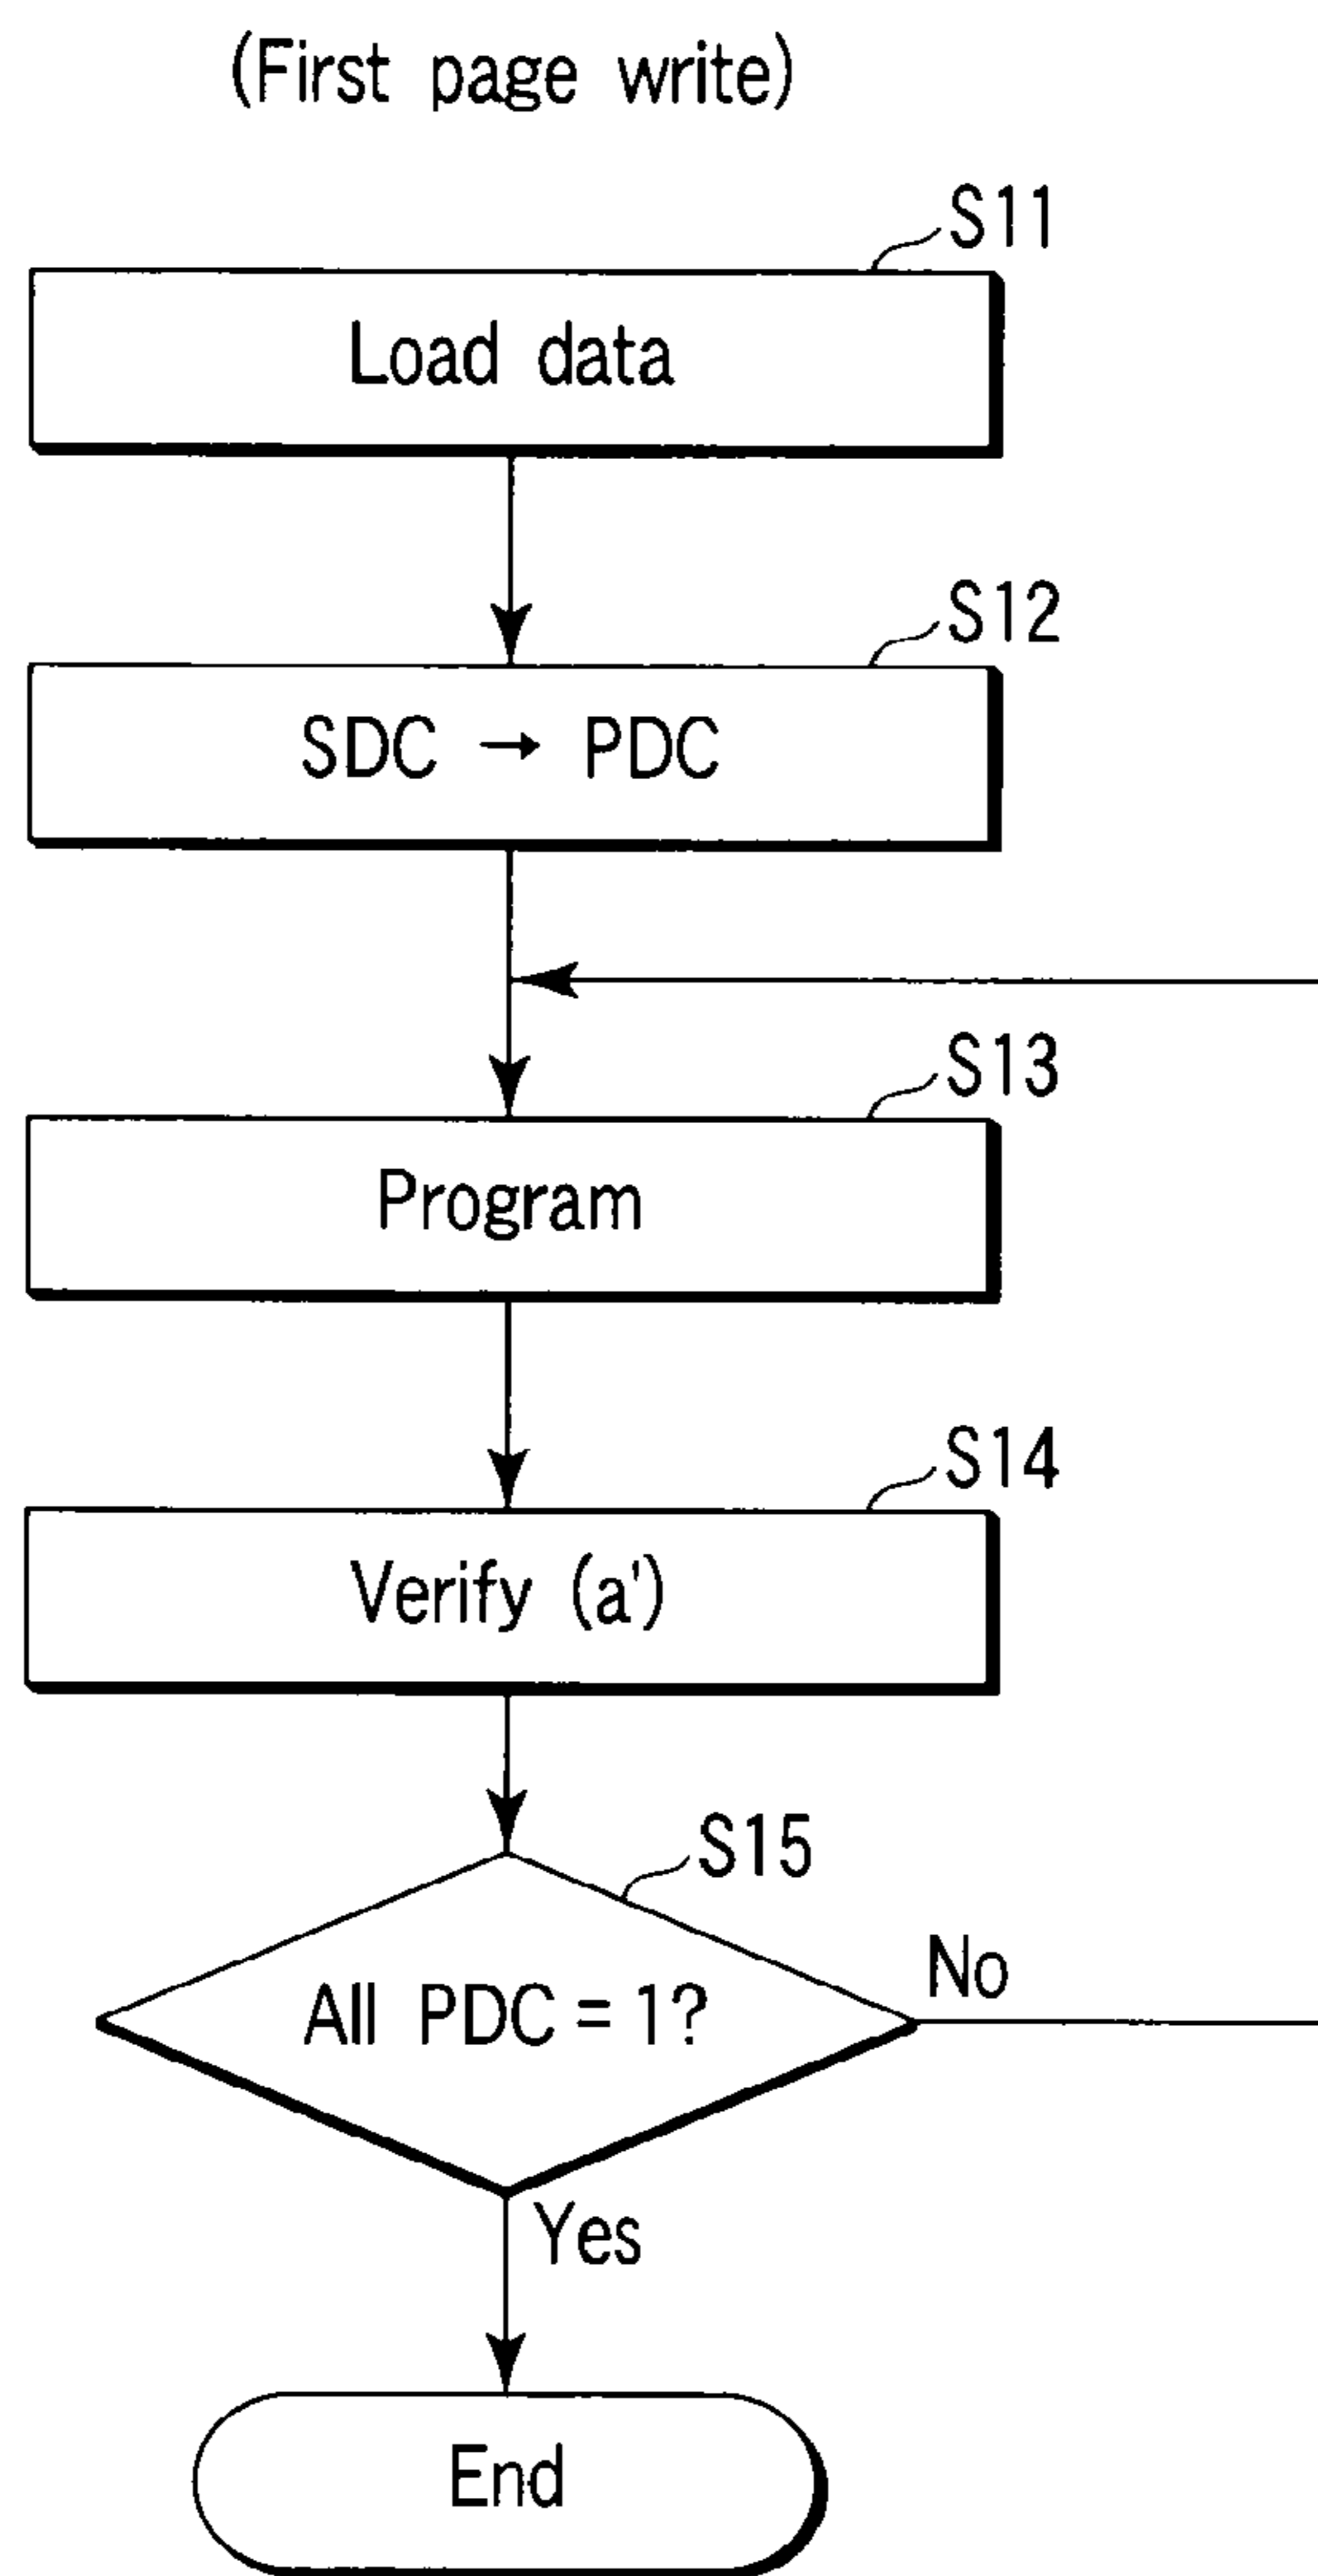 (First page write)
S11
Load data
S12
SDC → PDC
S13
Program
S14
Verify (a')
S15
All PDC = 1?
No
Yes
End